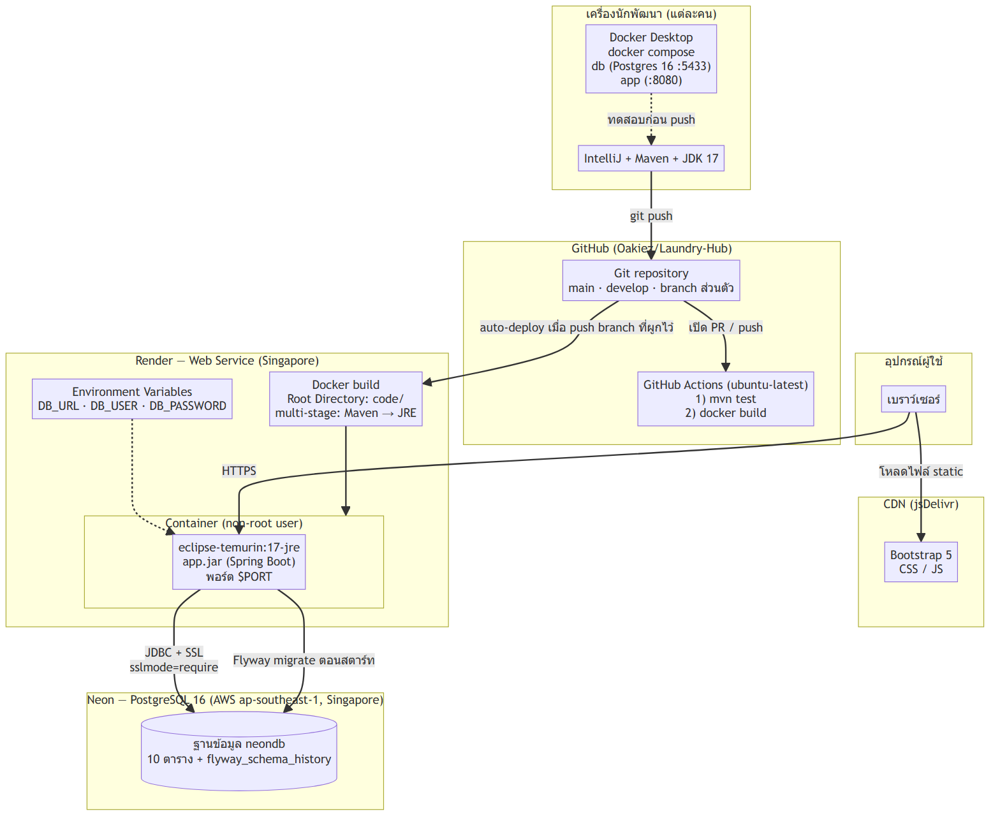 เครื่องนักพัฒนา (แต่ละคน)
Docker Desktop
docker compose
db (Postgres 16 :5433)
app (:8080)
ทดสอบก่อน push
IntelliJ + Maven + JDK 17
git push
GitHub (Oakiez/Laundry-Hub)
Git repository
main · develop · branch ส่วนตัว
auto-deploy เมื่อ push branch ที่ผูกไว้
เปิด PR / push
Render — Web Service (Singapore)
Environment Variables
DB_URL · DB_USER · DB_PASSWORD
Docker build
Root Directory: code/
multi-stage: Maven → JRE
GitHub Actions (ubuntu-latest)
1) mvn test
2) docker build
อุปกรณ์ผู้ใช้
เบราว์เซอร์
HTTPS
โหลดไฟล์ static
Container (non-root user)
eclipse-temurin:17-jre
app.jar (Spring Boot)
พอร์ต $PORT
CDN (jsDelivr)
Bootstrap 5
CSS / JS
JDBC + SSL
sslmode=require
Flyway migrate ตอนสตาร์ท
Neon — PostgreSQL 16 (AWS ap-southeast-1, Singapore)
ฐานข้อมูล neondb
10 ตาราง + flyway_schema_history